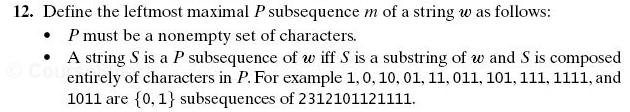 12. Define the leftmost maximal P subsequence m of a string w as follows:
• P must be a nonempty set of characters.
• A string S is a P subsequence of w iff S is a substring of w and S is composed
entirely of characters in P. For example 1, 0, 10, 01, 11, 011, 101, 111, 1111, and
1011 are {0, 1} subsequences of 2312101121111.